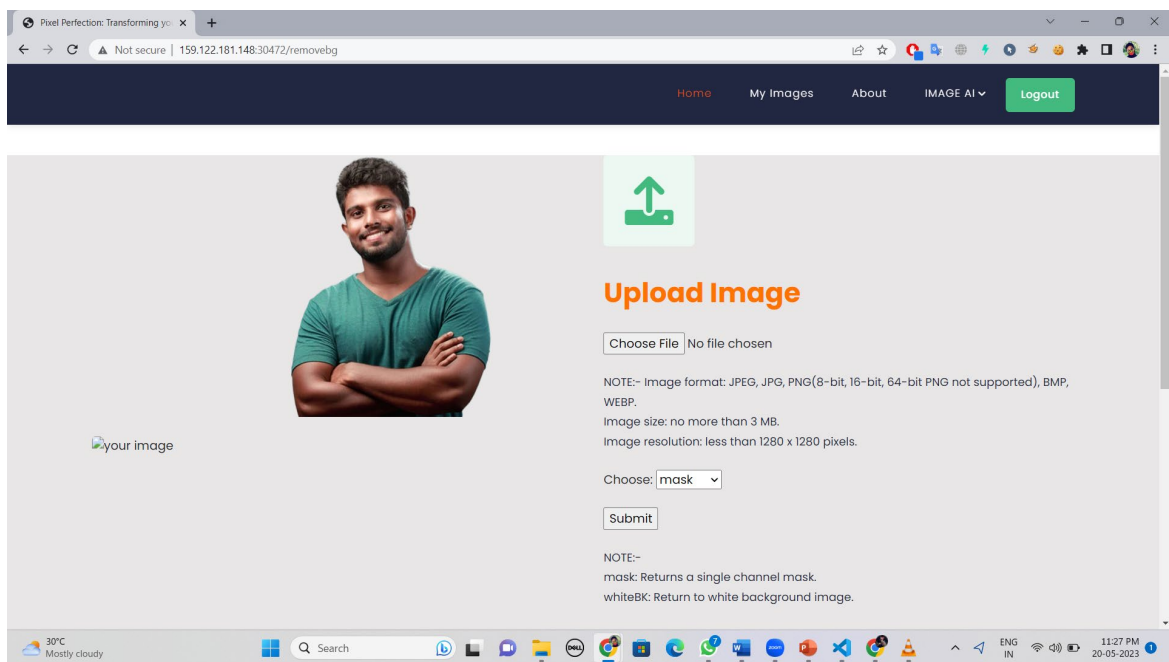 Pixel Perfection: Transforming yo
Not secure | 159.122.181.148:30472/removebg
Home My Images About IMAGE AI Logout
Upload Image
Choose File No file chosen
NOTE:- Image format: JPEG, JPG, PNG(8-bit, 16-bit, 64-bit PNG not supported), BMP,
WEBP.
Image size: no more than 3 MB.
Image resolution: less than 1280 x 1280 pixels.
your image
Choose: mask
Submit
NOTE:-
mask: Returns a single channel mask.
whiteBK: Return to white background image.
30°C
Mostly cloudy
Search
DELL
7
zoom
ENG
IN
11:27 PM
20-05-2023
1